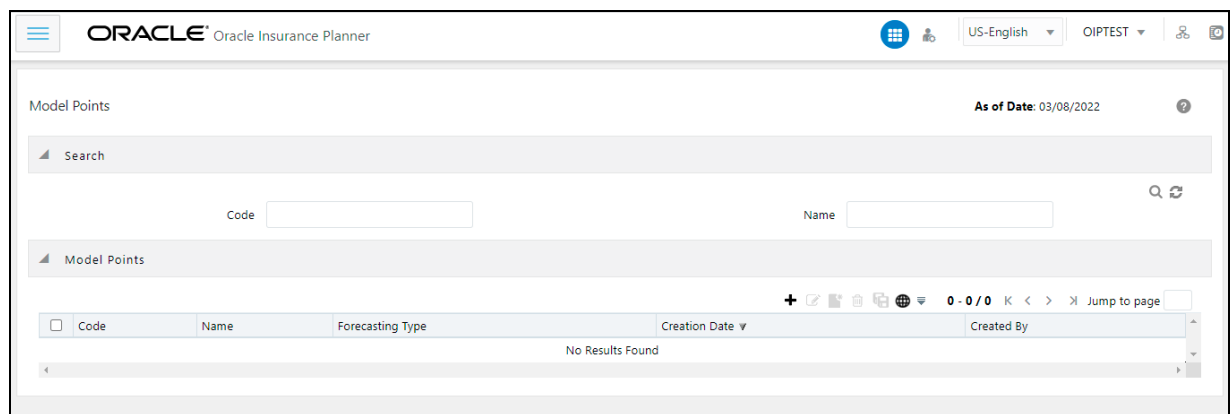 ORACLE® Oracle Insurance Planner US-English OIPTEST
Model Points As of Date: 03/08/2022
Search
Code Name
Model Points
0 - 0 / 0 Jump to page
Code Name Forecasting Type Creation Date Created By
No Results Found